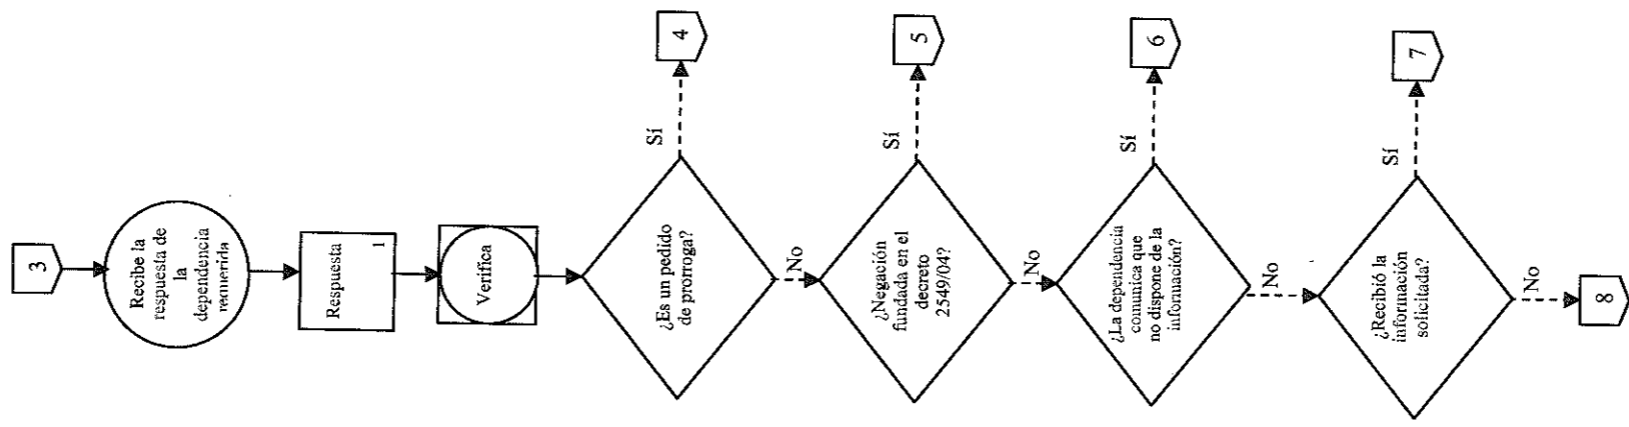 3
Recibe la
respuesta de
la
dependencia
requerida
Respuesta
1
Verifica
¿Es un pedido
de prorroga?
Sí
4
No
¿Negación
fundada en el
decreto
2549/04?
Sí
5
No
¿La dependencia
comunica que
no dispone de la
información?
Sí
6
No
¿Recibió la
información
solicitada?
Sí
7
No
8